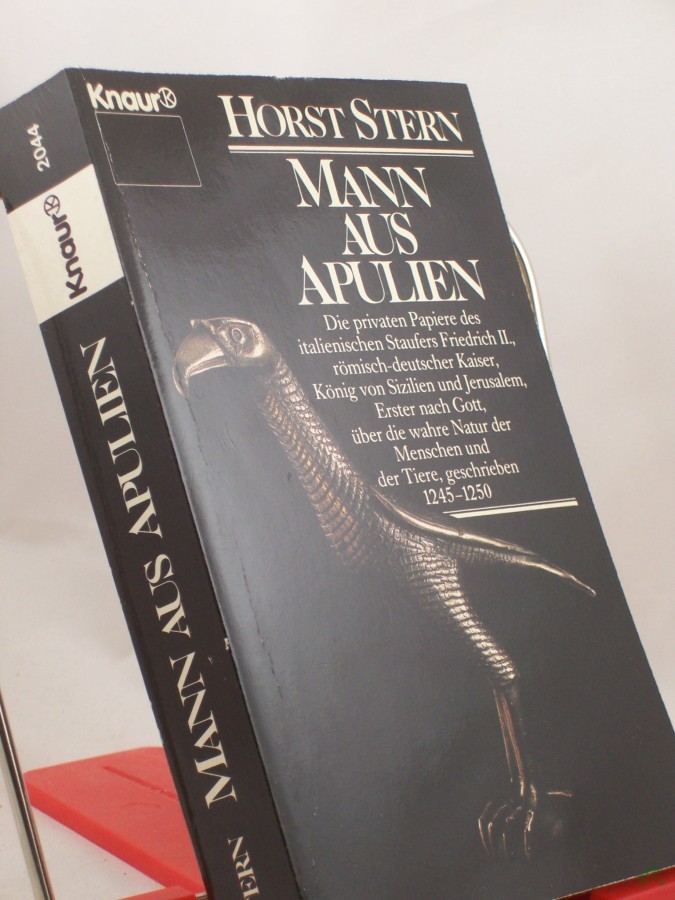 Knaur
HORST STERN
MANN
AUS
APULIEN
Die privaten Papiere des
italienischen Staufers Friedrich II.,
römisch-deutscher Kaiser,
König von Sizilien und Jerusalem,
Erster nach Gott,
über die wahre Natur der
Menschen und
der Tiere, geschrieben
1245–1250
2044
Knaur
MANN AUS APULIEN
ERN